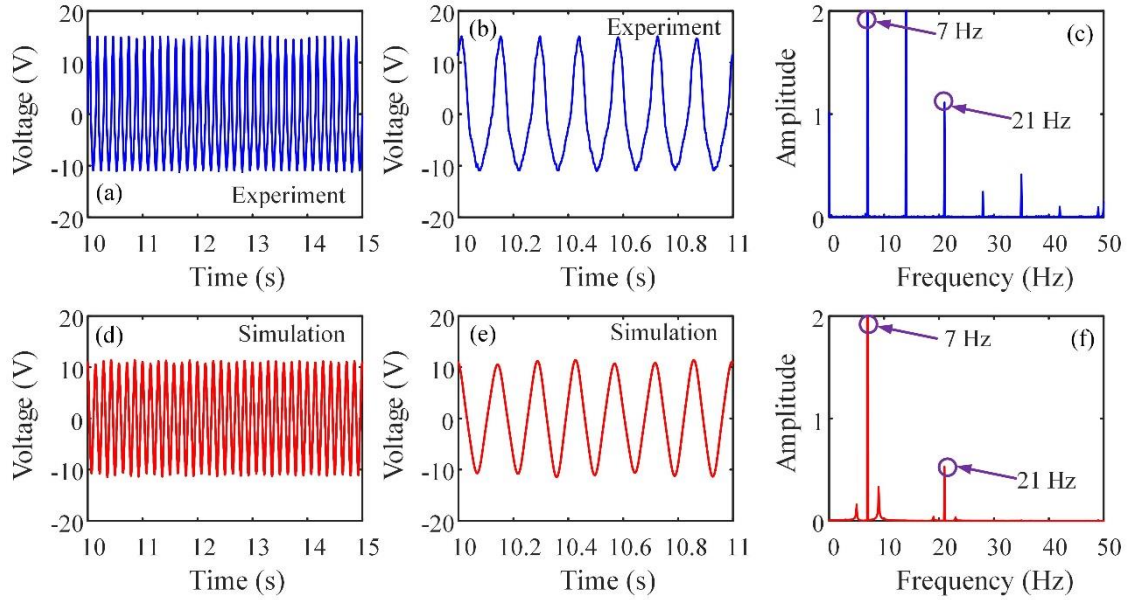 20
10
0
-10
-20
Voltage (V)
(a)
Experiment
10 11 12 13 14 15
Time (s)
20
10
0
-10
-20
Voltage (V)
(b)
Experiment
10 10.2 10.4 10.6 10.8 11
Time (s)
2
1
0
Amplitude
(c)
7 Hz
21 Hz
0 10 20 30 40 50
Frequency (Hz)
20
10
0
-10
-20
Voltage (V)
(d)
Simulation
10 11 12 13 14 15
Time (s)
20
10
0
-10
-20
Voltage (V)
(e)
Simulation
10 10.2 10.4 10.6 10.8 11
Time (s)
2
1
0
Amplitude
(f)
7 Hz
21 Hz
0 10 20 30 40 50
Frequency (Hz)